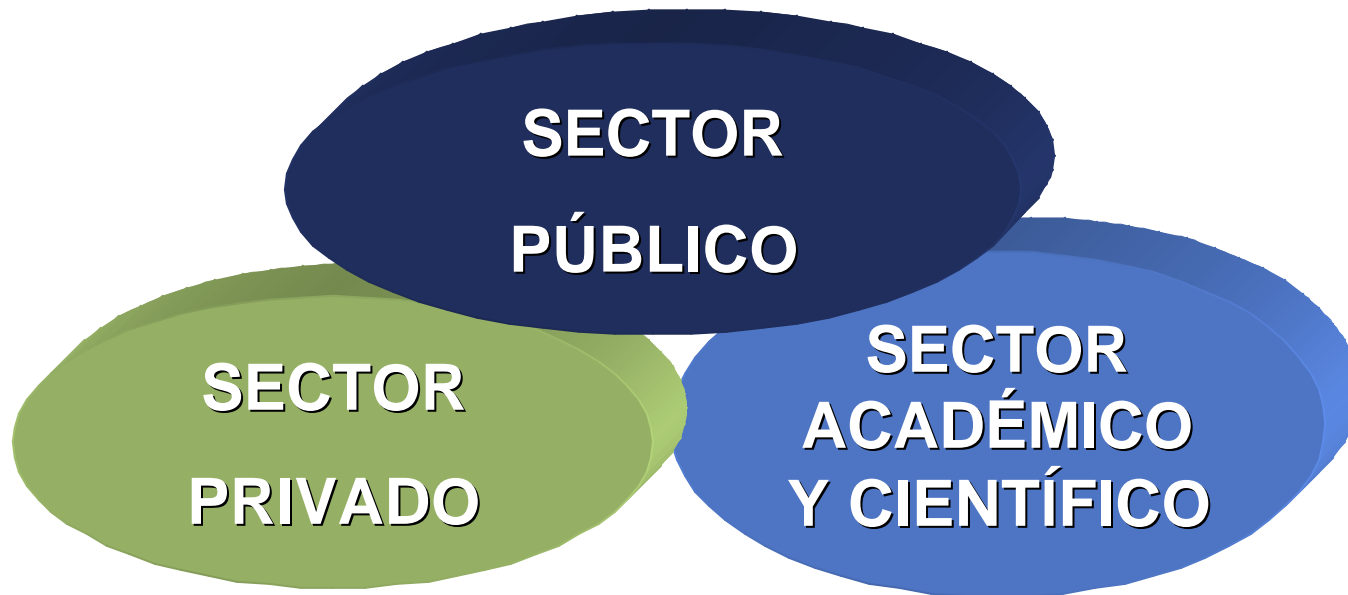 SECTOR
PÚBLICO
SECTOR
PRIVADO
SECTOR
ACADÉMICO
Y CIENTÍFICO